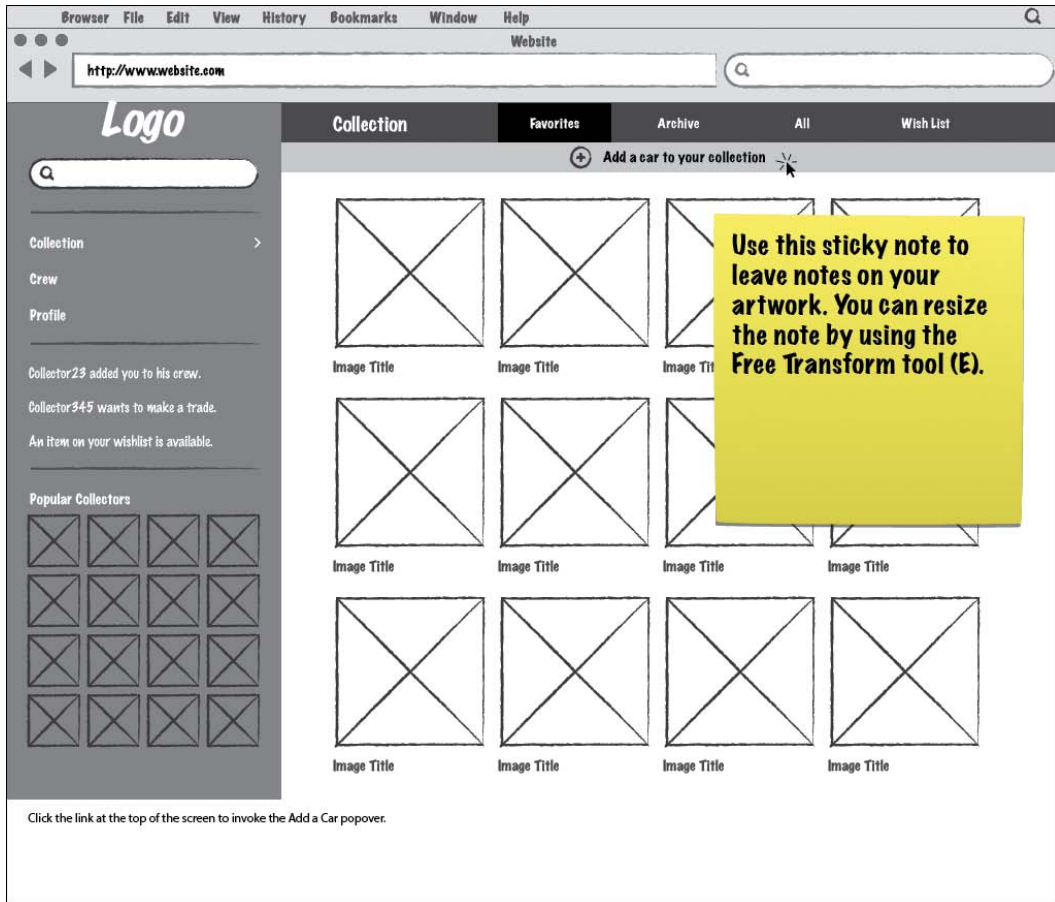 Browser File Edit View History Bookmarks Window Help
Website
http://www.website.com
Logo
Collection Favorites Archive All Wish List
Add a car to your collection
Collection
Crew
Profile
Collector23 added you to his crew.
Collector345 wants to make a trade.
An item on your wishlist is available.
Popular Collectors
Use this sticky note to
leave notes on your
artwork. You can resize
the note by using the
Free Transform tool (E).
Image Title Image Title Image Tit
Image Title Image Title Image Title Image Title
Image Title Image Title Image Title Image Title
Click the link at the top of the screen to invoke the Add a Car popover.